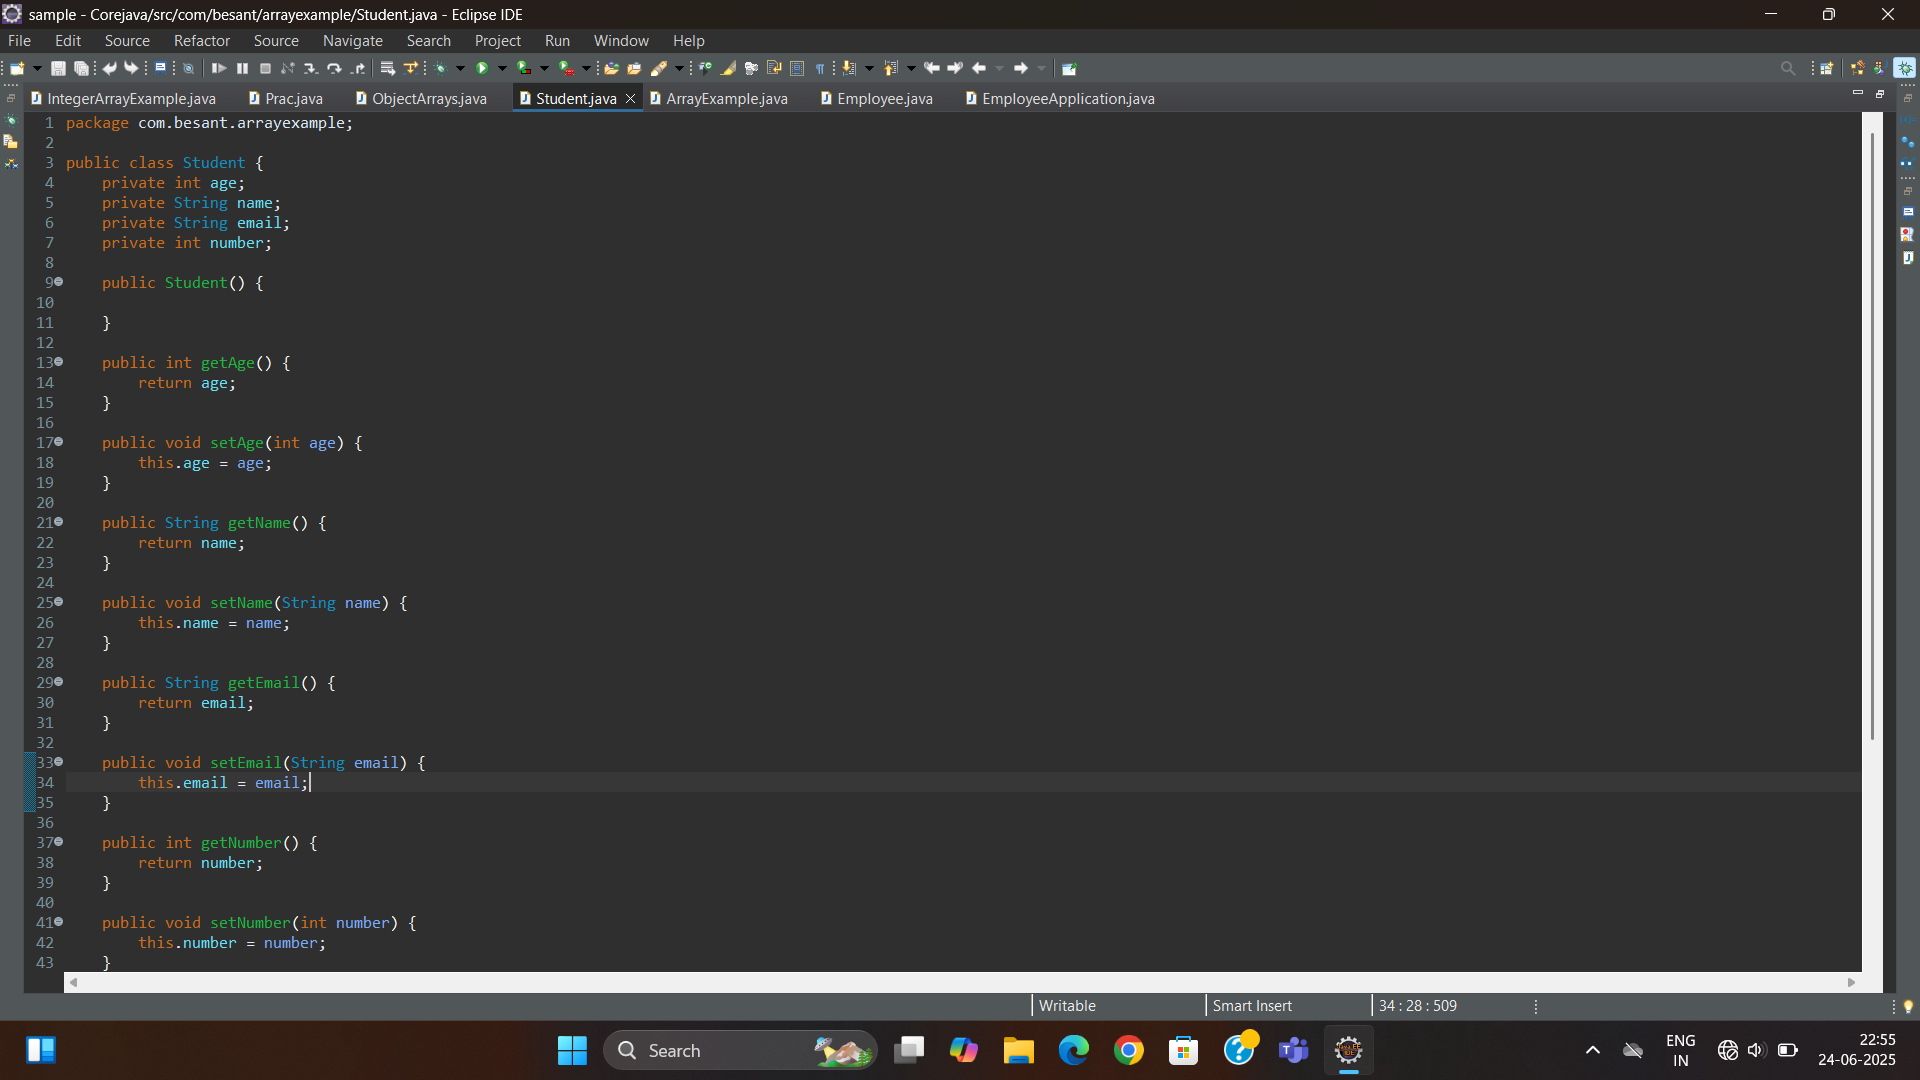 sample - Corejava/src/com/besant/arrayexample/Student.java - Eclipse IDE
File Edit Source Refactor Source Navigate Search Project Run Window Help
IntegerArrayExample.java Prac.java ObjectArrays.java Student.java ArrayExample.java Employee.java EmployeeApplication.java
1 package com.besant.arrayexample;
2
3 public class Student {
4 private int age;
5 private String name;
6 private String email;
7 private int number;
8
9 public Student() {
10
11 }
12
13 public int getAge() {
14 return age;
15 }
16
17 public void setAge(int age) {
18 this.age = age;
19 }
20
21 public String getName() {
22 return name;
23 }
24
25 public void setName(String name) {
26 this.name = name;
27 }
28
29 public String getEmail() {
30 return email;
31 }
32
33 public void setEmail(String email) {
34 this.email = email;
35 }
36
37 public int getNumber() {
38 return number;
39 }
40
41 public void setNumber(int number) {
42 this.number = number;
43 }
Writable Smart Insert 34 : 28 : 509
Search
ENG
IN
22:55
24-06-2025